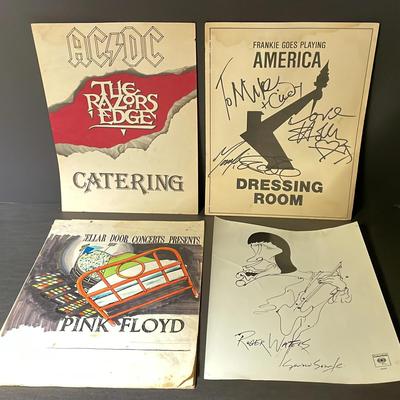 AC/DC
THE
RAZORS
EDGE
CATERING
FRANKIE GOES PLAYING
AMERICA
To MARK
Love
DRESSING
ROOM
ELLAR DOOR CONCERTS PRESENTS
PINK FLOYD
ROGER WATERS